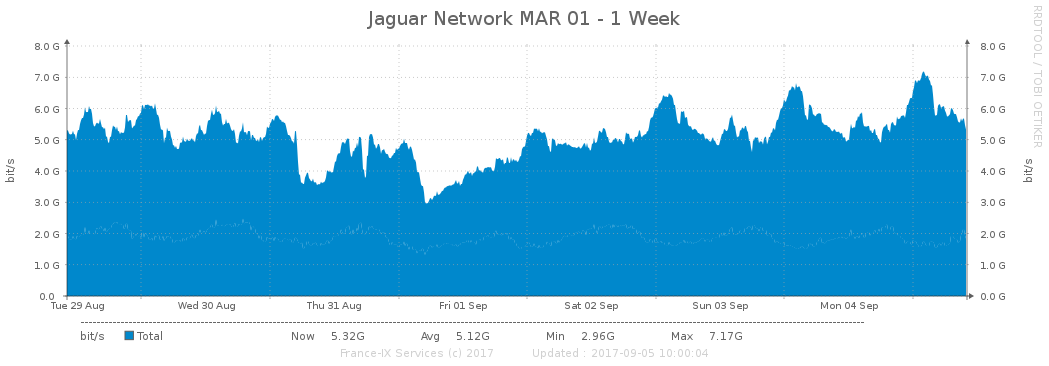 Jaguar Network MAR 01 - 1 Week
RRDTOOL / TOBI OETIKER
8.0 G 8.0 G
7.0 G 7.0 G
6.0 G 6.0 G
5.0 G 5.0 G
4.0 G 4.0 G
3.0 G 3.0 G
2.0 G 2.0 G
1.0 G 1.0 G
0.0 0.0 G
bit/s
bit/s
Tue 29 Aug Wed 30 Aug Thu 31 Aug Fri 01 Sep Sat 02 Sep Sun 03 Sep Mon 04 Sep
bit/s Total Now 5.32G Avg 5.12G Min 2.96G Max 7.17G
France-IX Services (c) 2017 Updated : 2017-09-05 10:00:04